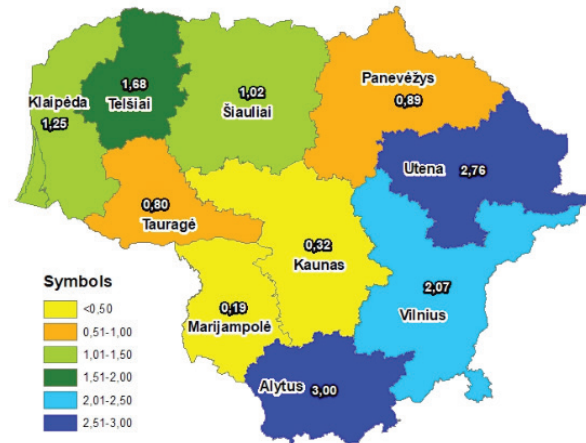 1,68
Telšiai
Klaipėda
1,25
1,02
Šiauliai
Panevėžys
0,89
Utena
2,76
0,80
Tauragė
0,32
Kaunas
2,07
Vilnius
0,19
Marijampolė
Alytus
3,00
Symbols
<0,50
0,51-1,00
1,01-1,50
1,51-2,00
2,01-2,50
2,51-3,00